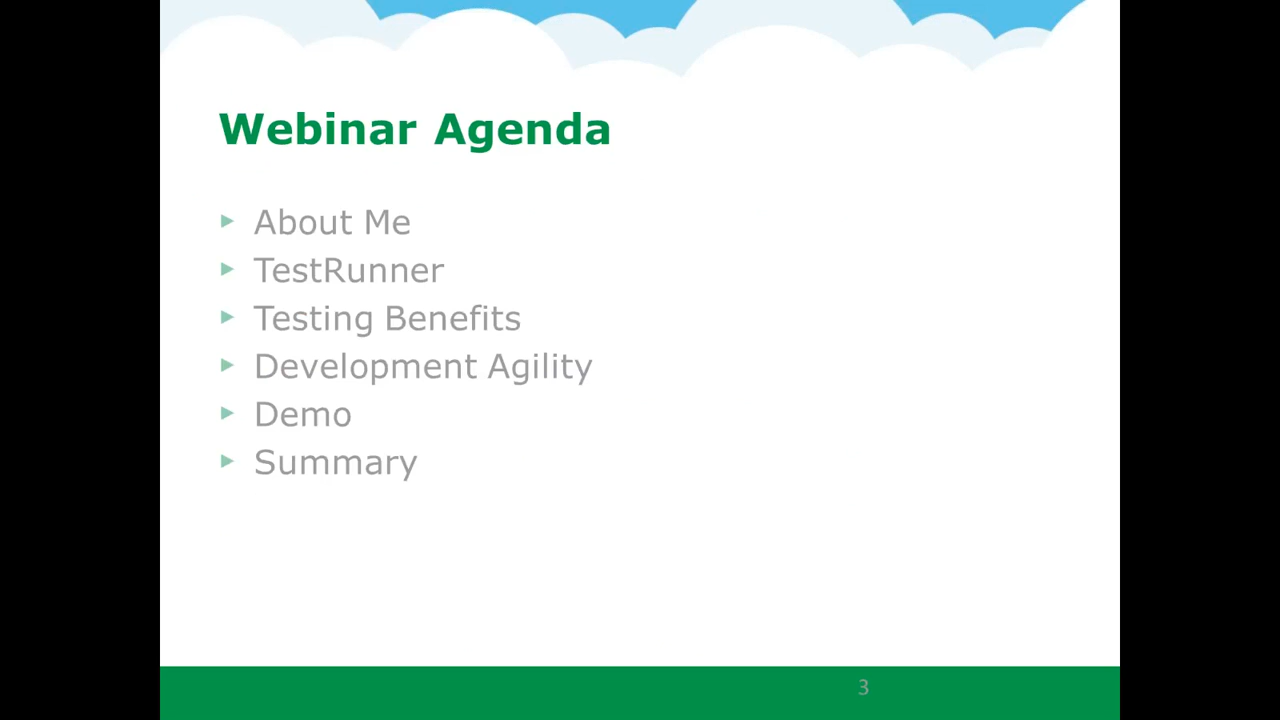 Webinar Agenda
About Me
TestRunner
Testing Benefits
Development Agility
Demo
Summary
3